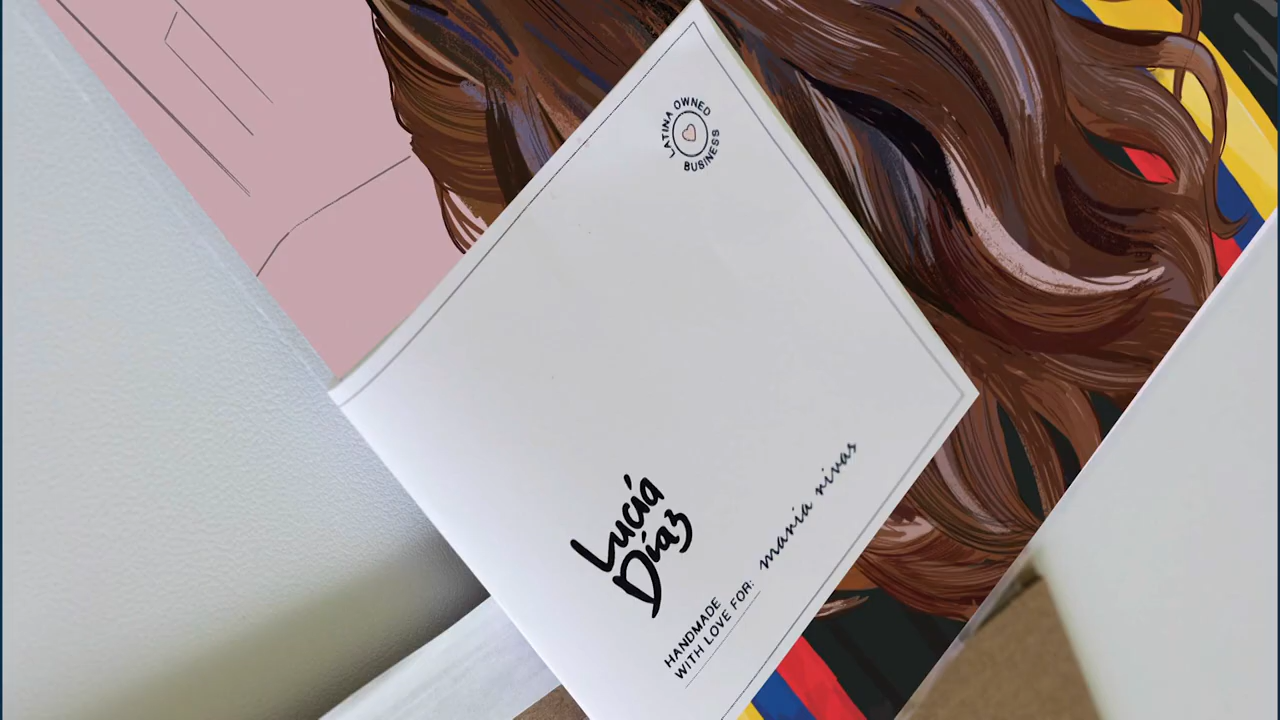 LATINA OWNED
BUSINESS
Lucía
Díaz
HANDMADE
WITH LOVE FOR: maria rivas